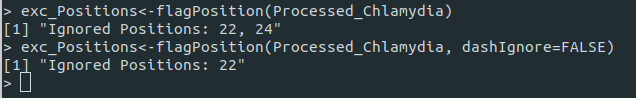 > exc_Positions<-flagPosition(Processed_Chlamydia)
[1] "Ignored Positions: 22, 24"
> exc_Positions<-flagPosition(Processed_Chlamydia, dashIgnore=FALSE)
[1] "Ignored Positions: 22"
>